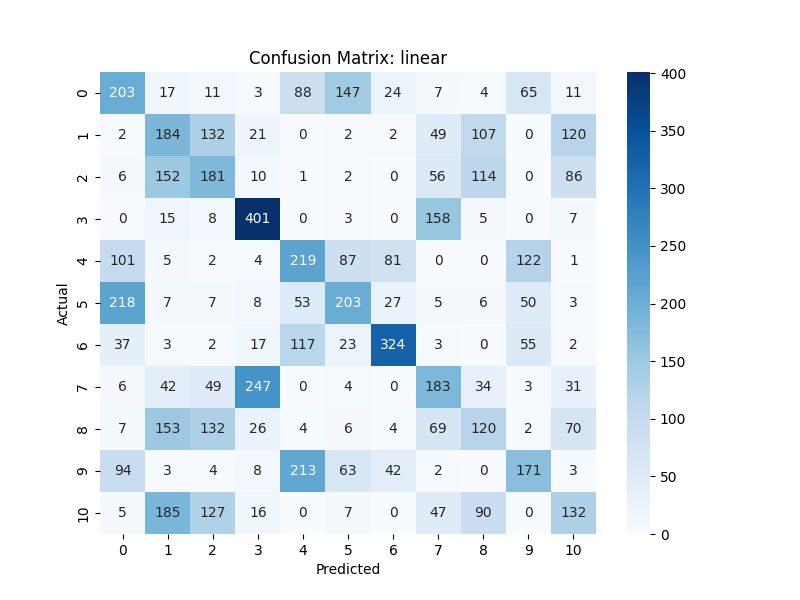 Confusion Matrix: linear
0 203 17 11 3 88 147 24 7 4 65 11
1 2 184 132 21 0 2 2 49 107 0 120
2 6 152 181 10 1 2 0 56 114 0 86
3 0 15 8 401 0 3 0 158 5 0 7
4 101 5 2 4 219 87 81 0 0 122 1
5 218 7 7 8 53 203 27 5 6 50 3
6 37 3 2 17 117 23 324 3 0 55 2
7 6 42 49 247 0 4 0 183 34 3 31
8 7 153 132 26 4 6 4 69 120 2 70
9 94 3 4 8 213 63 42 2 0 171 3
10 5 185 127 16 0 7 0 47 90 0 132
0 1 2 3 4 5 6 7 8 9 10
Predicted
Actual
400
350
300
250
200
150
100
50
0